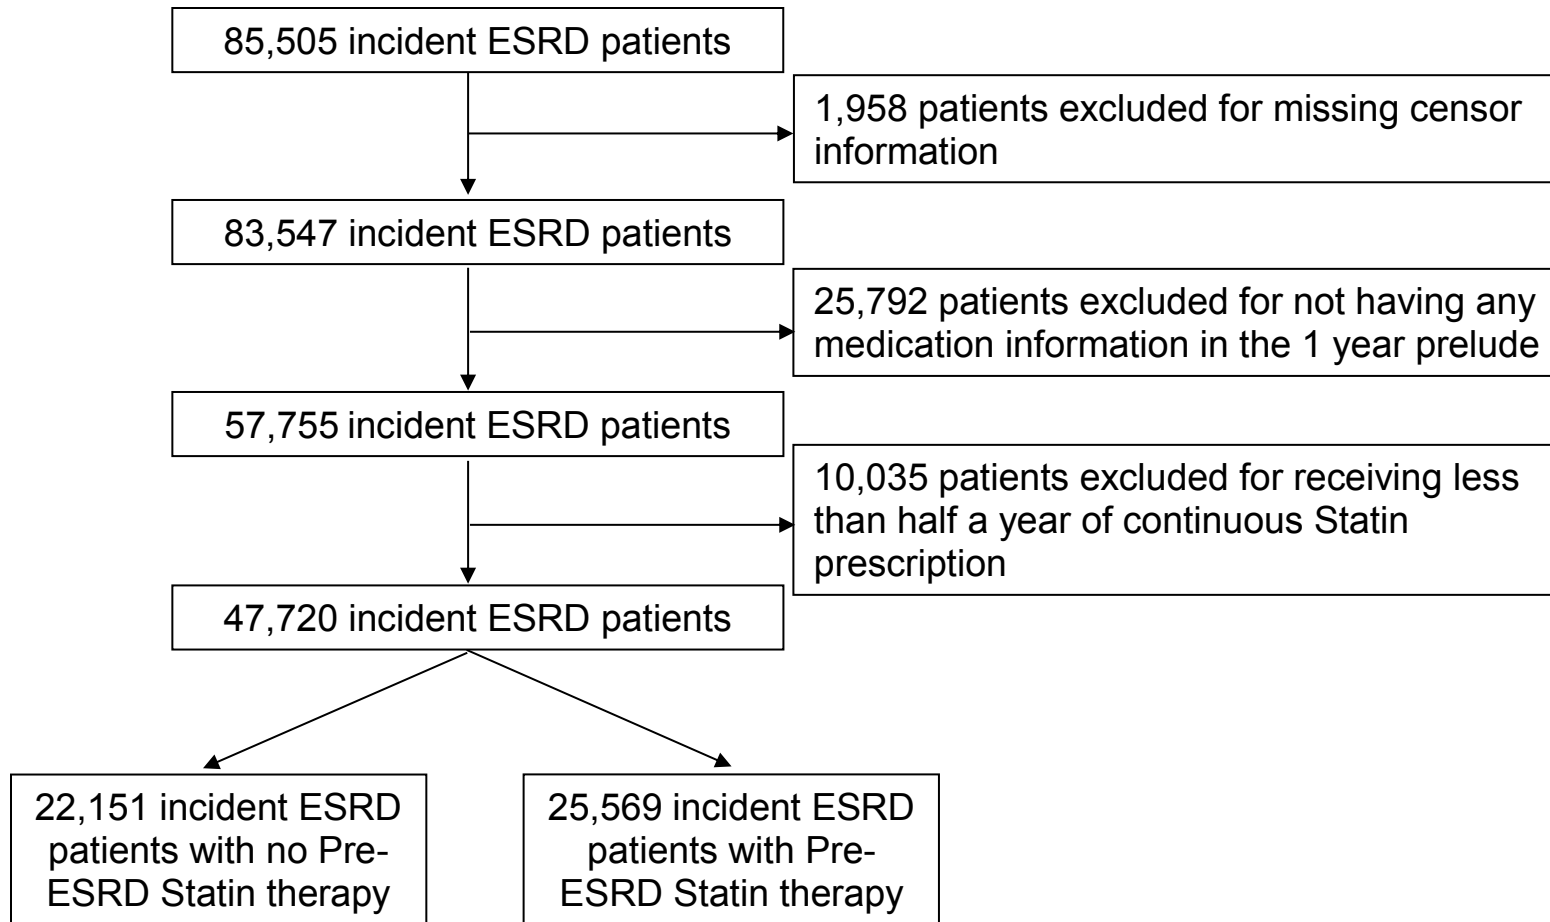 85,505 incident ESRD patients
1,958 patients excluded for missing censor
information
83,547 incident ESRD patients
25,792 patients excluded for not having any
medication information in the 1 year prelude
57,755 incident ESRD patients
10,035 patients excluded for receiving less
than half a year of continuous Statin
prescription
47,720 incident ESRD patients
22,151 incident ESRD
patients with no Pre-
ESRD Statin therapy
25,569 incident ESRD
patients with Pre-
ESRD Statin therapy